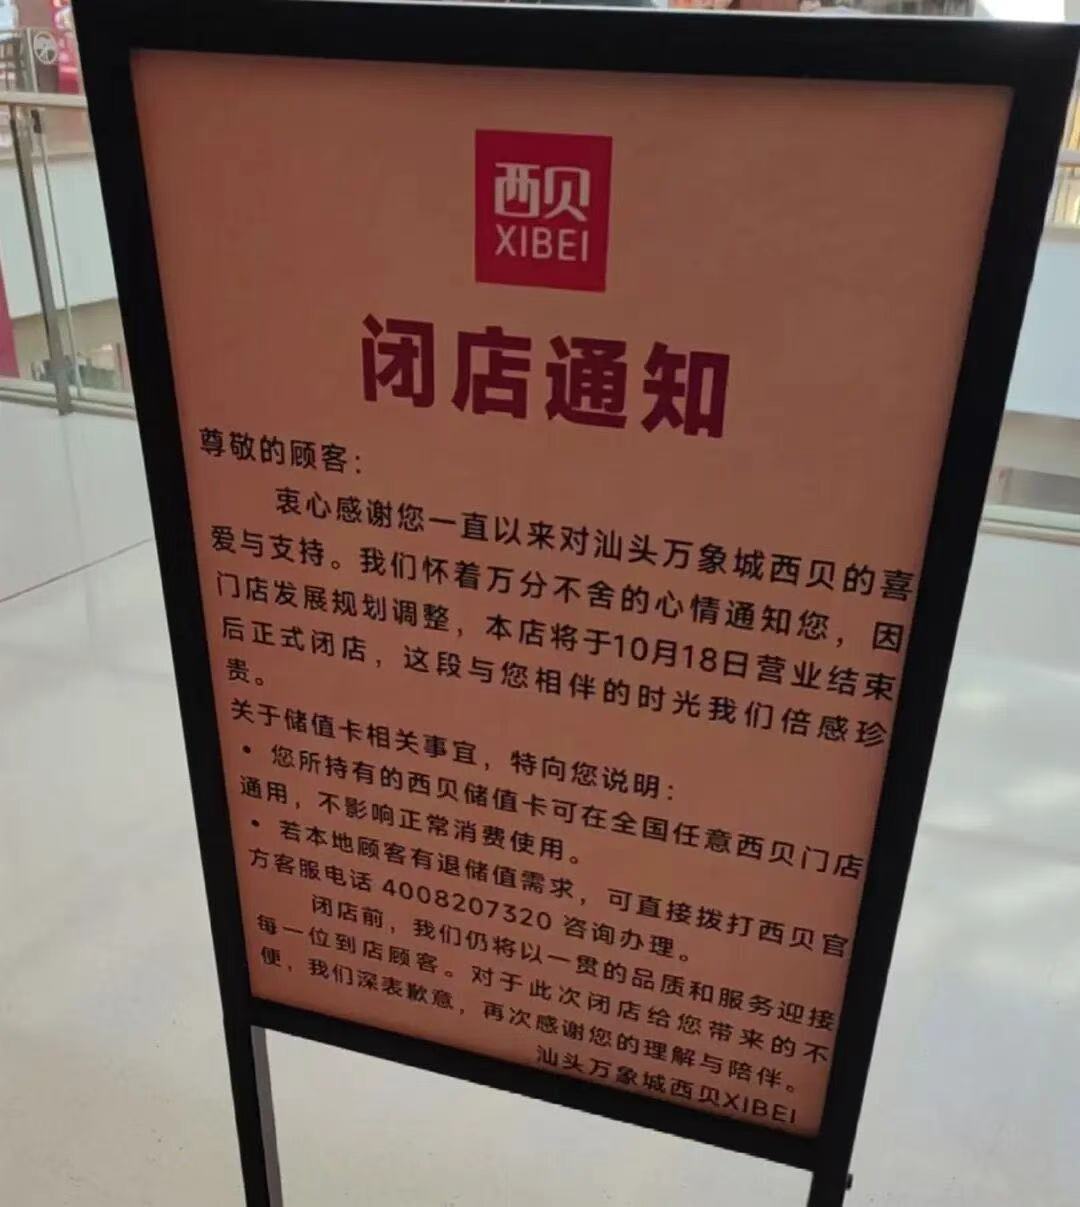 西贝
XIBEI
闭店通知
尊敬的顾客：
衷心感谢您一直以来对汕头万象城西贝的喜
爱与支持。我们怀着万分不舍的心情通知您，因
门店发展规划调整，本店将于10月18日营业结束
后正式闭店，这段与您相伴的时光我们倍感珍
贵。
关于储值卡相关事宜，特向您说明：
• 您所持有的西贝储值卡可在全国任意西贝门店
通用，不影响正常消费使用。
• 若本地顾客有退储值需求，可直接拨打西贝官
方客服电话 4008207320 咨询办理。
闭店前，我们仍将以一贯的品质和服务迎接
每一位到店顾客。对于此次闭店给您带来的不
便，我们深表歉意，再次感谢您的理解与陪伴。
汕头万象城西贝XIBEI